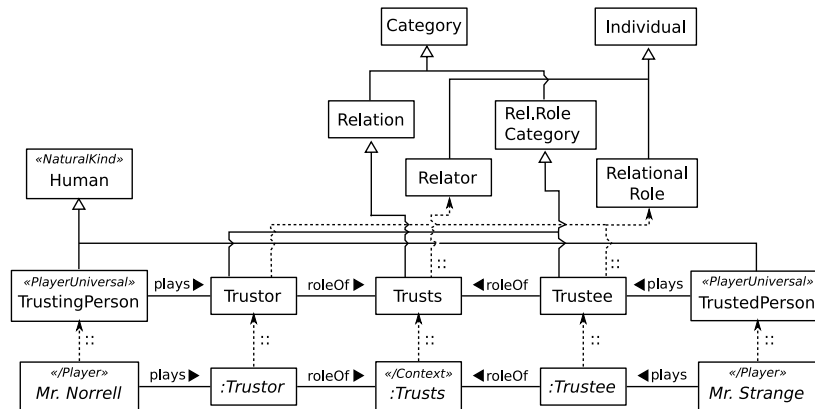 Category
Individual
Relation
Rel.Role
Category
«NaturalKind»
Human
Relator
Relational
Role
::
::
«PlayerUniversal»
TrustingPerson
plays ▶
Trustor
roleOf ▶
Trusts
◀ roleOf
Trustee
◀ plays
«PlayerUniversal»
TrustedPerson
::
::
::
::
::
«/Player»
Mr. Norrell
plays ▶
:Trustor
roleOf ▶
«/Context»
:Trusts
◀ roleOf
:Trustee
◀ plays
«/Player»
Mr. Strange